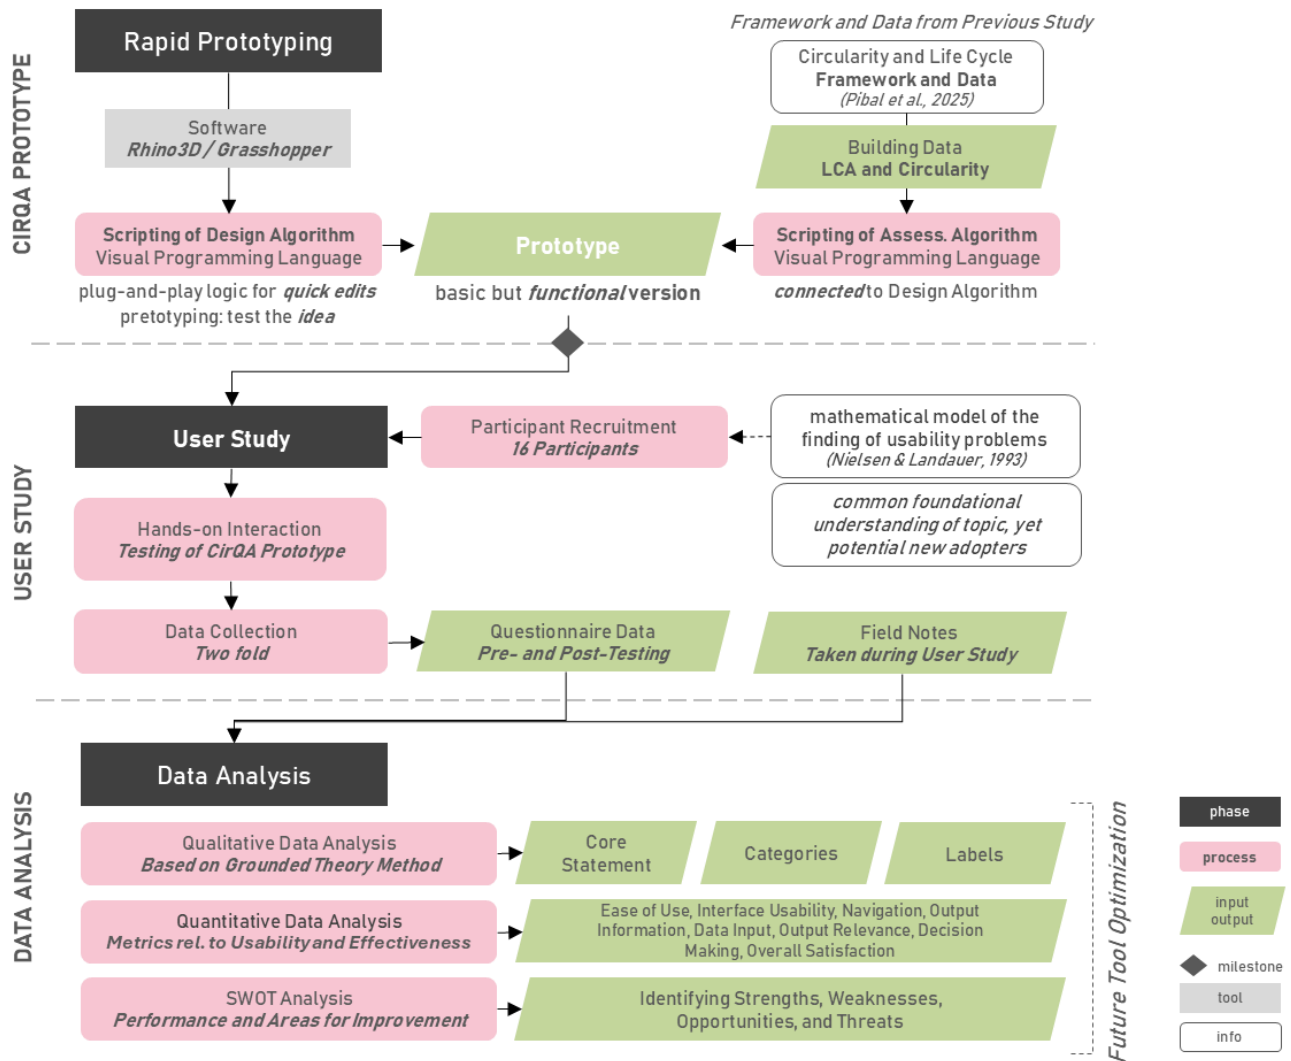 CIRQA PROTOTYPE
Rapid Prototyping
Framework and Data from Previous Study
Circularity and Life Cycle
Framework and Data
(Pibal et al., 2025)
Software
Rhino3D / Grasshopper
Building Data
LCA and Circularity
Scripting of Design Algorithm
Visual Programming Language
Prototype
Scripting of Assess. Algorithm
Visual Programming Language
plug-and-play logic for quick edits
pretotyping: test the idea
basic but functional version
connected to Design Algorithm
USER STUDY
User Study
Participant Recruitment
16 Participants
mathematical model of the
finding of usability problems
(Nielsen & Landauer, 1993)
common foundational
understanding of topic, yet
potential new adopters
Hands-on Interaction
Testing of CirQA Prototype
Data Collection
Two fold
Questionnaire Data
Pre- and Post-Testing
Field Notes
Taken during User Study
DATA ANALYSIS
Data Analysis
Qualitative Data Analysis
Based on Grounded Theory Method
Core
Statement
Categories
Labels
Quantitative Data Analysis
Metrics rel. to Usability and Effectiveness
Ease of Use, Interface Usability, Navigation, Output
Information, Data Input, Output Relevance, Decision
Making, Overall Satisfaction
SWOT Analysis
Performance and Areas for Improvement
Identifying Strengths, Weaknesses,
Opportunities, and Threats
Future Tool Optimization
phase
process
input
output
milestone
tool
info